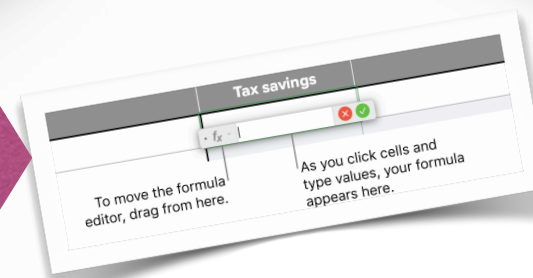 Tax savings
fx
To move the formula
editor, drag from here.
As you click cells and
type values, your formula
appears here.